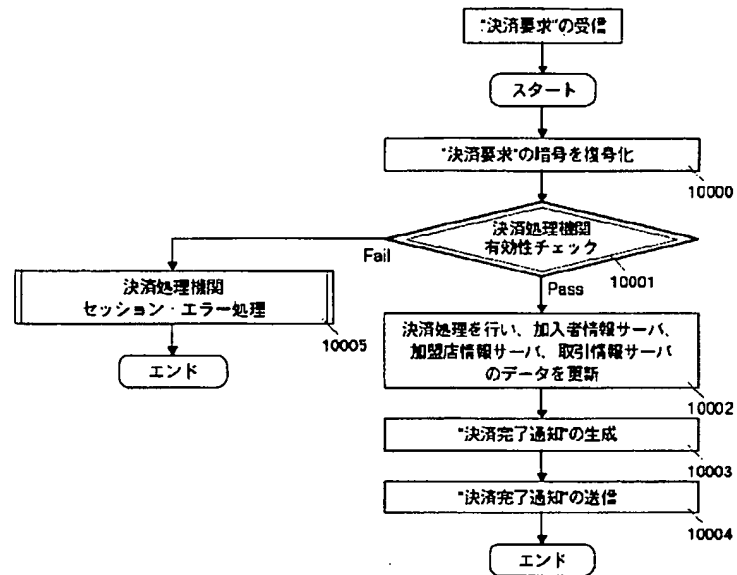 "決済要求"の受信
スタート
"決済要求"の暗号を復号化
10000
決済処理機関
有効性チェック
10001
Fail
Pass
決済処理機関
セッション・エラー処理
10005
エンド
決済処理を行い、加入者情報サーバ、
加盟店情報サーバ、取引情報サーバ
のデータを更新
10002
"決済完了通知"の生成
10003
"決済完了通知"の送信
10004
エンド